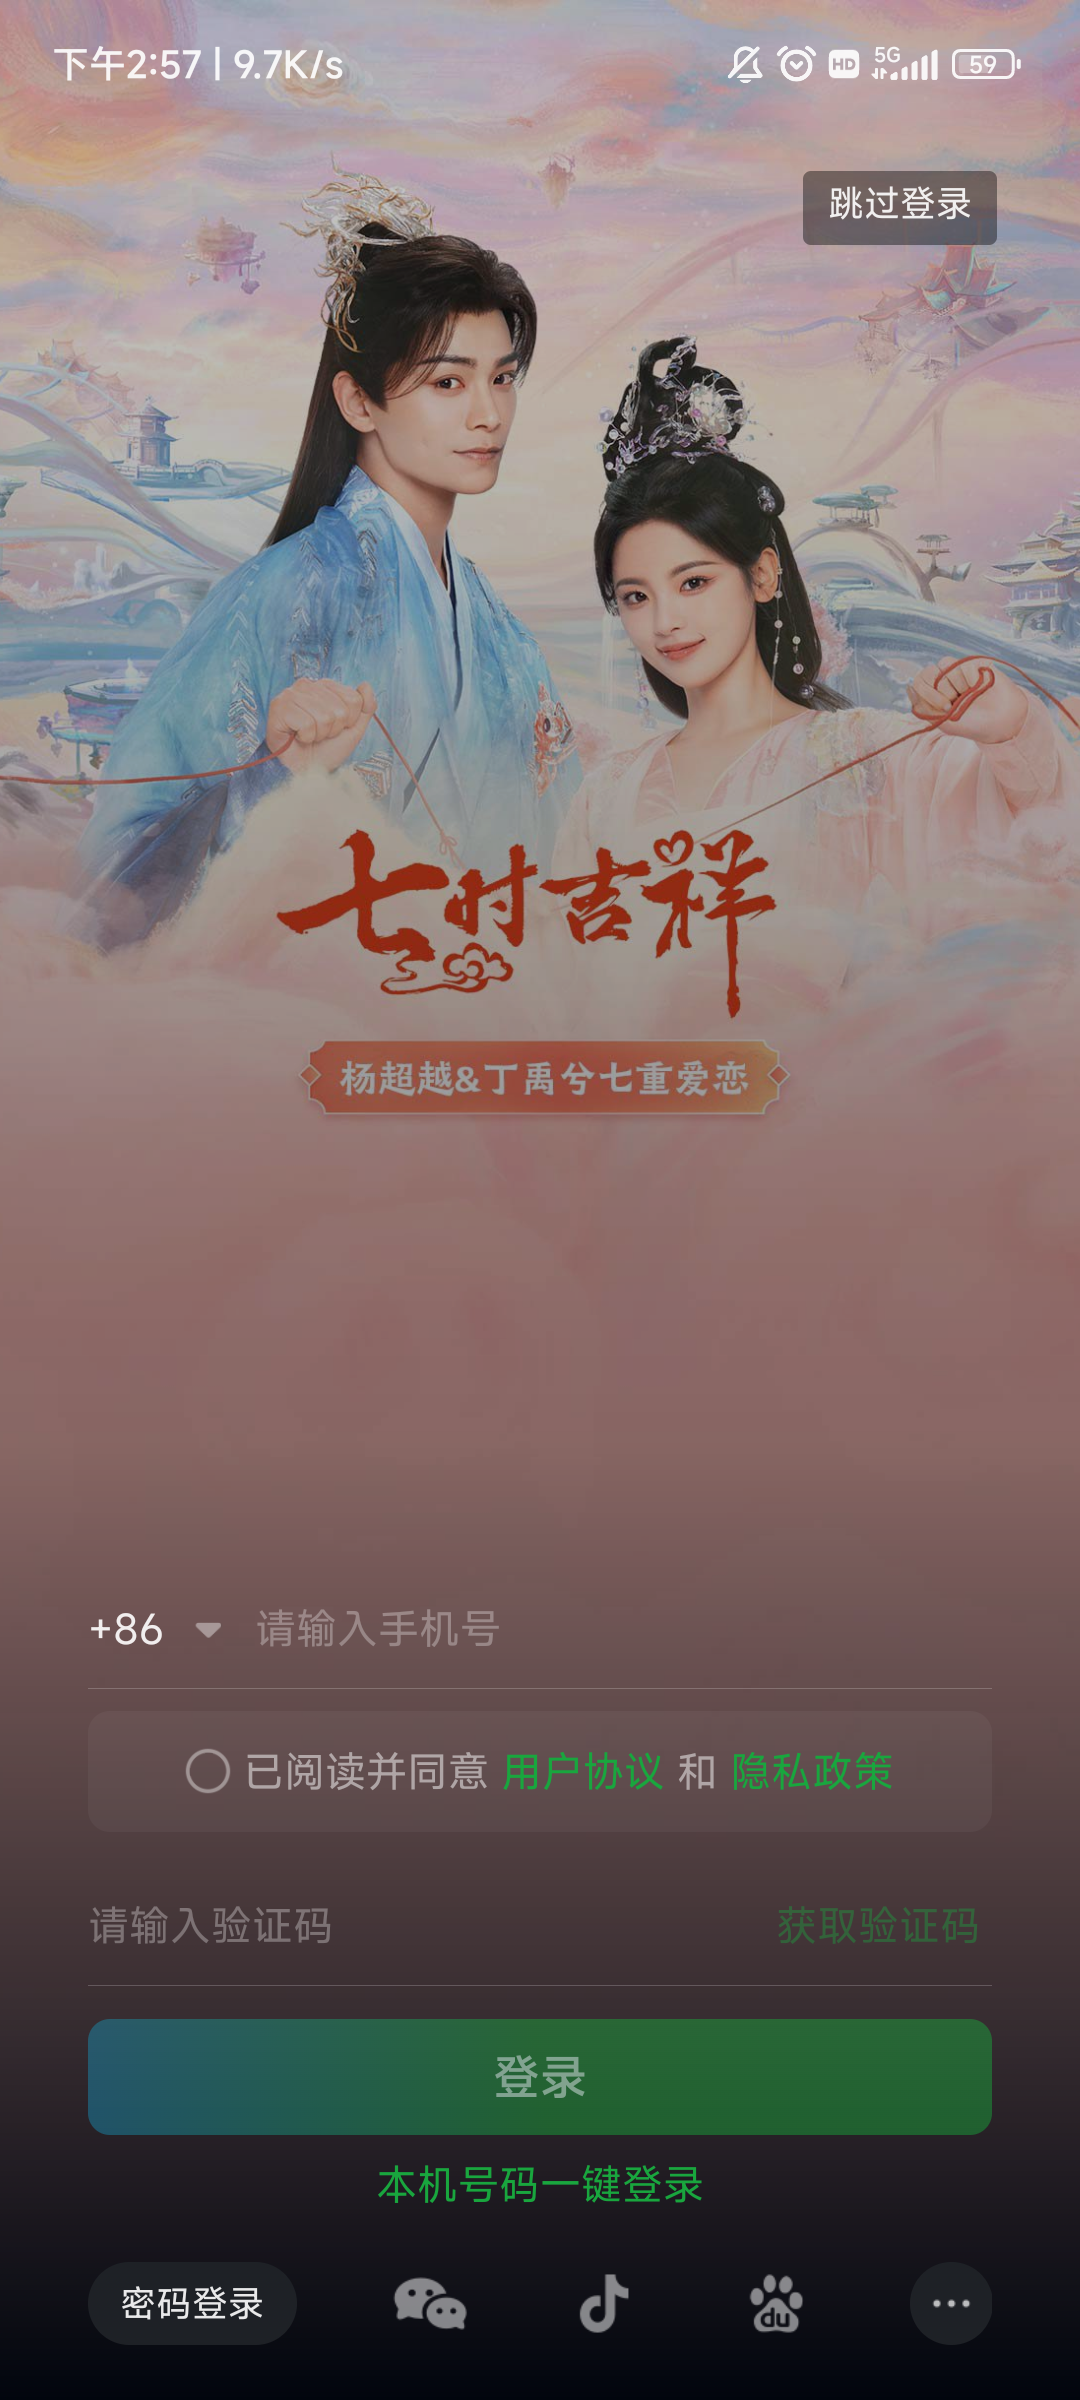 下午2:57 | 9.7K/s
HD
5G
59
跳过登录
七时吉祥
杨超越&丁禹兮七重爱恋
+86 请输入手机号
已阅读并同意 用户协议 和 隐私政策
请输入验证码 获取验证码
登录
本机号码一键登录
密码登录
du